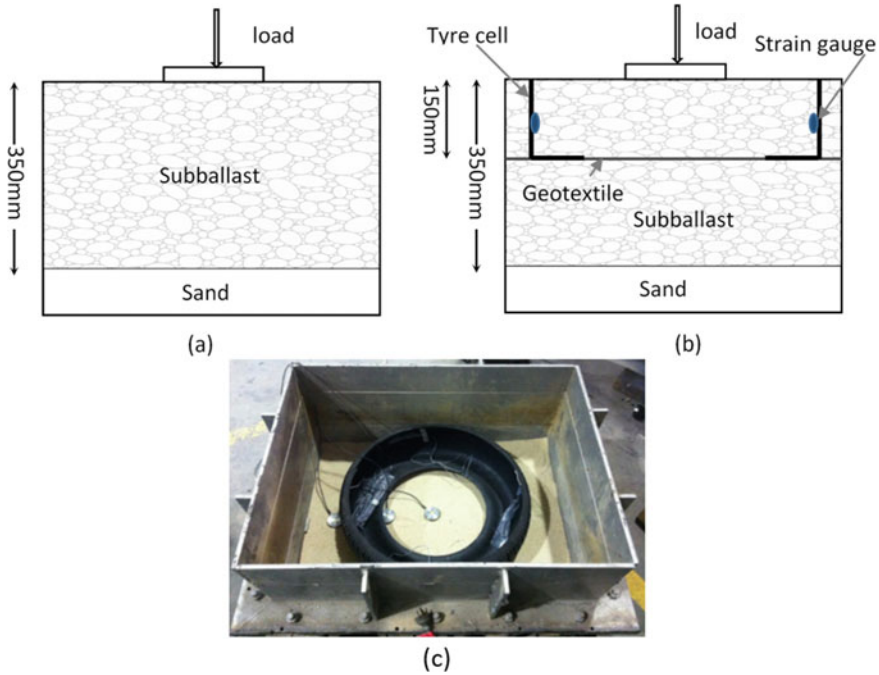 load
350mm
Subballast
Sand
(a)
Tyre cell
load
Strain gauge
150mm
350mm
Geotextile
Subballast
Sand
(b)
(c)